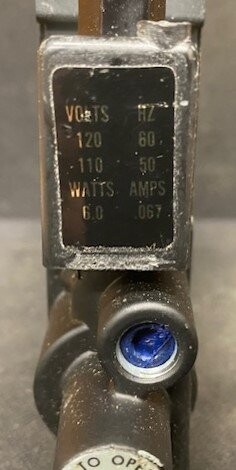 VOLTS HZ
120 60
110 50
WATTS AMPS
6.0 .067
TO OPE